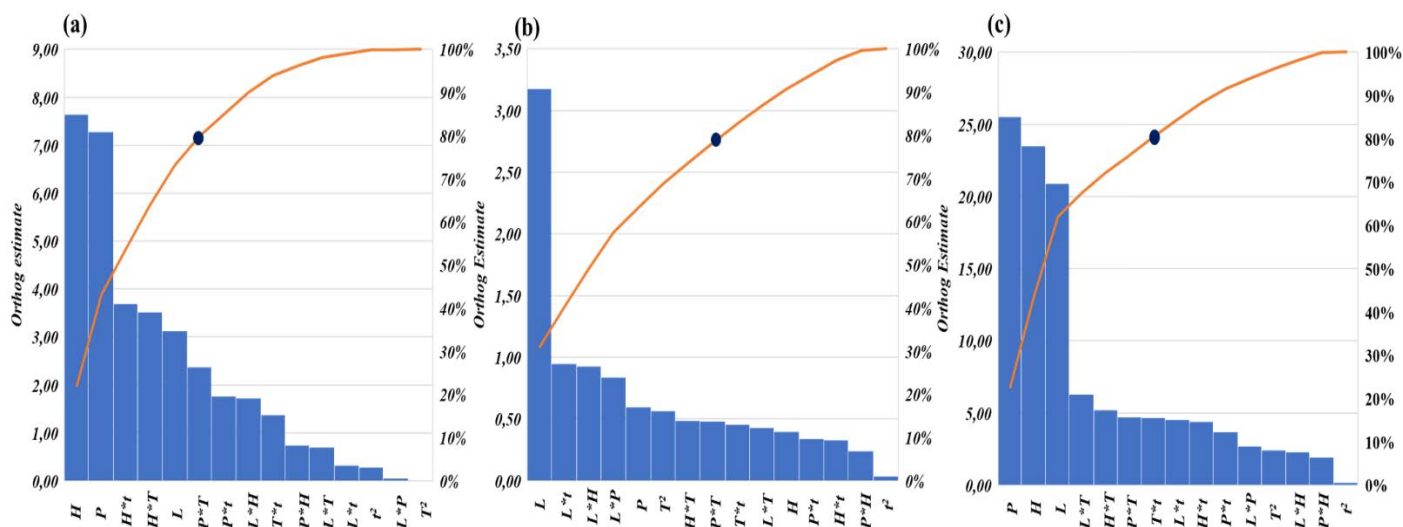 (a)
(b)
(c)
Orthog estimate
9,00
8,00
7,00
6,00
5,00
4,00
3,00
2,00
1,00
0,00
100%
90%
80%
70%
60%
50%
40%
30%
20%
10%
0%
H
P
H*t
H*T
L
P*T
P*t
L*H
T*t
P*H
L*T
L*t
t²
L*P
T²
Orthog Estimate
3,50
3,00
2,50
2,00
1,50
1,00
0,50
0,00
100%
90%
80%
70%
60%
50%
40%
30%
20%
10%
0%
L
L*t
L*H
L*P
P
T²
H*T
P*T
T*t
L*T
H
P*t
H*t
P*H
t²
Orthog Estimate
30,00
25,00
20,00
15,00
10,00
5,00
0,00
100%
90%
80%
70%
60%
50%
40%
30%
20%
10%
0%
P
H
L
L*T
H*T
P*T
T*t
L*t
H*t
P*t
L*P
T²
L*H
P*H
t²